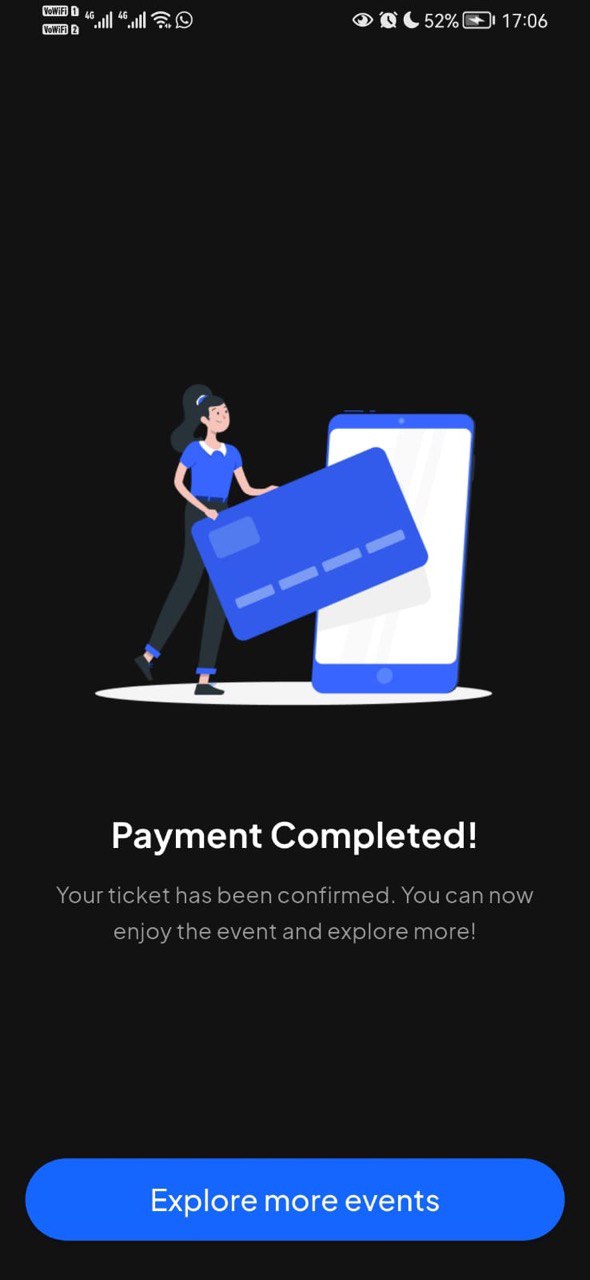 VoWiFi 1
VoWiFi 2
4G 4G 52% 17:06
Payment Completed!
Your ticket has been confirmed. You can now
enjoy the event and explore more!
Explore more events